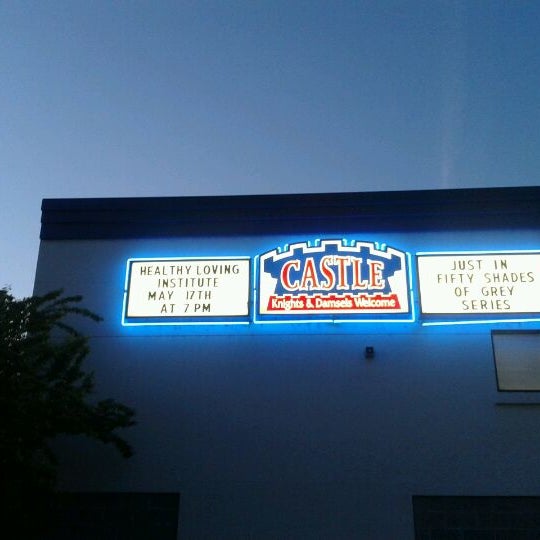 HEALTHY LOVING
INSTITUTE
MAY 17TH
AT 7 PM
THE
CASTLE
Knights & Damsels Welcome
JUST IN
FIFTY SHADES
OF GREY
SERIES